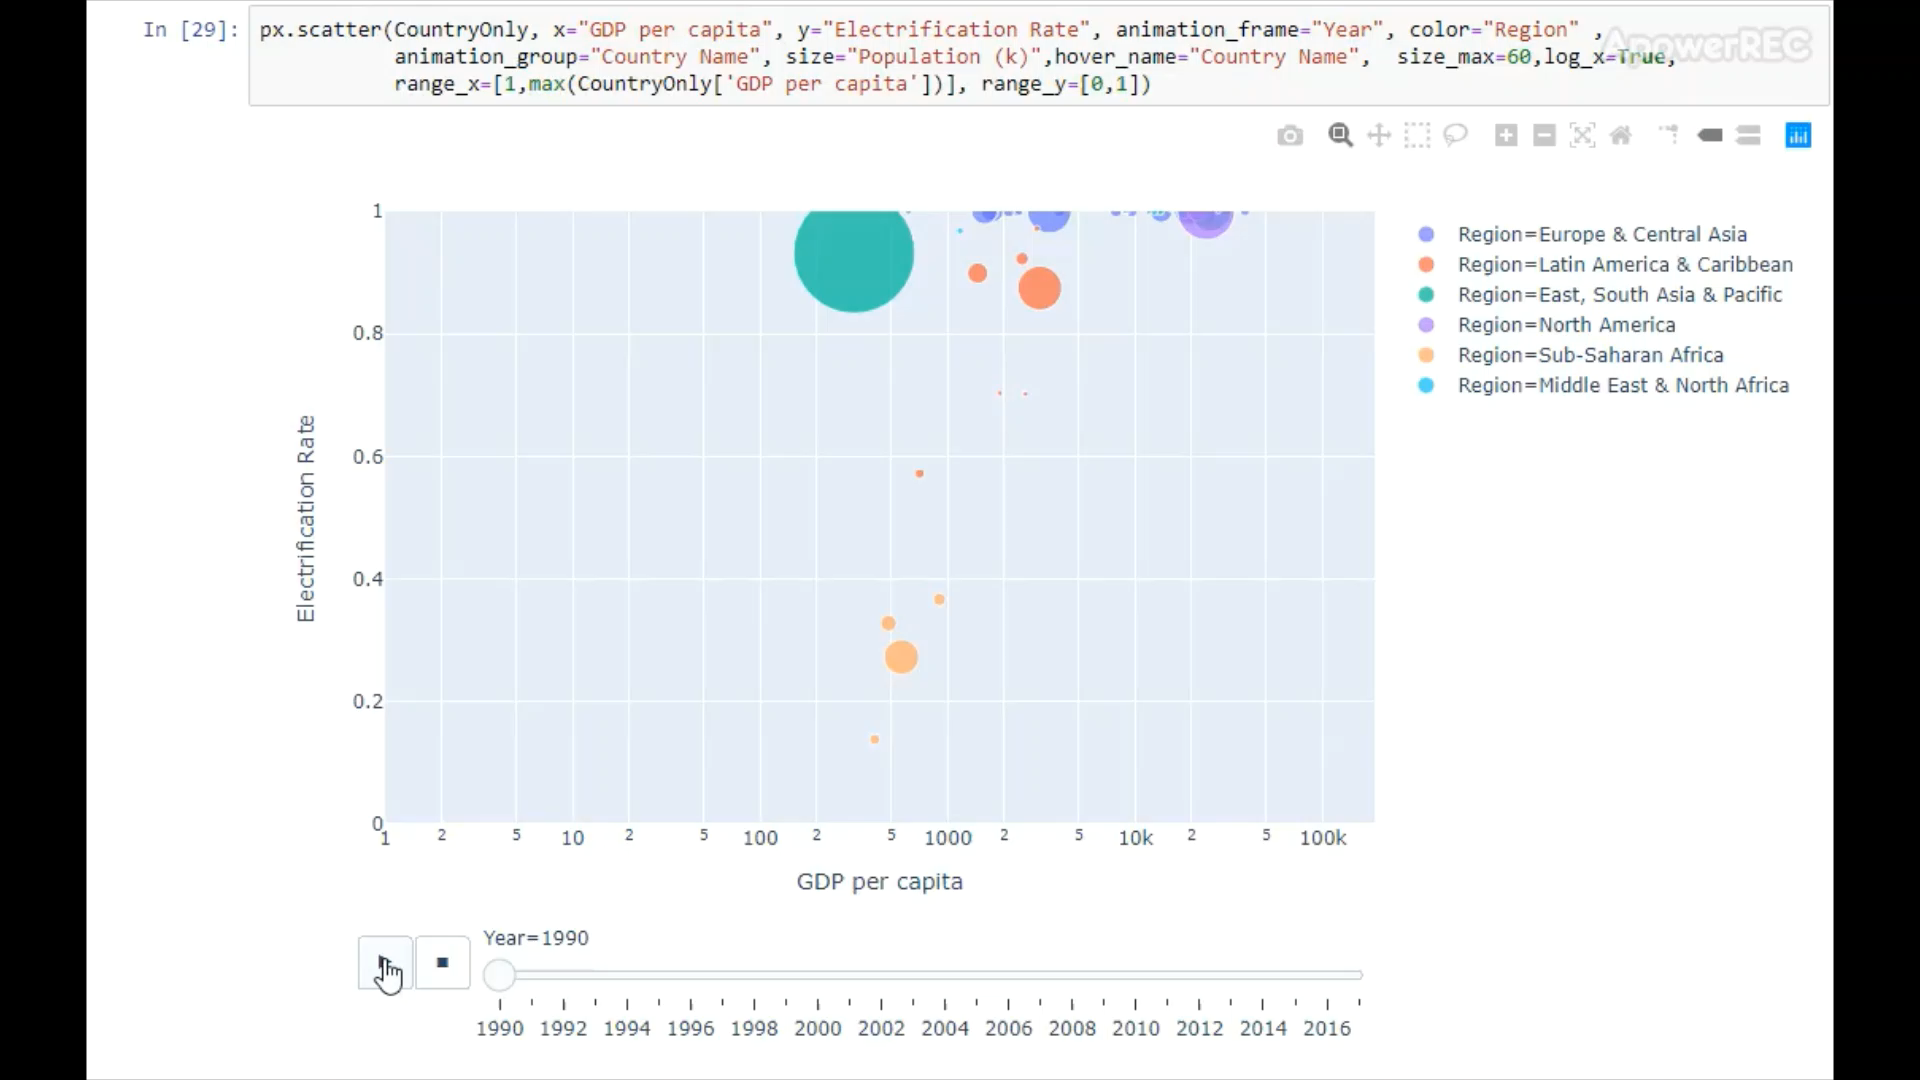 In [29]:
px.scatter(CountryOnly, x="GDP per capita", y="Electrification Rate", animation_frame="Year", color="Region" ,
animation_group="Country Name", size="Population (k)",hover_name="Country Name",  size_max=60,log_x=True,
range_x=[1,max(CountryOnly['GDP per capita'])], range_y=[0,1])
ApowerREC
Region=Europe & Central Asia
Region=Latin America & Caribbean
Region=East, South Asia & Pacific
Region=North America
Region=Sub-Saharan Africa
Region=Middle East & North Africa
Electrification Rate
1
0.8
0.6
0.4
0.2
0
1 2 5 10 2 5 100 2 5 1000 2 5 10k 2 5 100k
GDP per capita
Year=1990
1990 1992 1994 1996 1998 2000 2002 2004 2006 2008 2010 2012 2014 2016